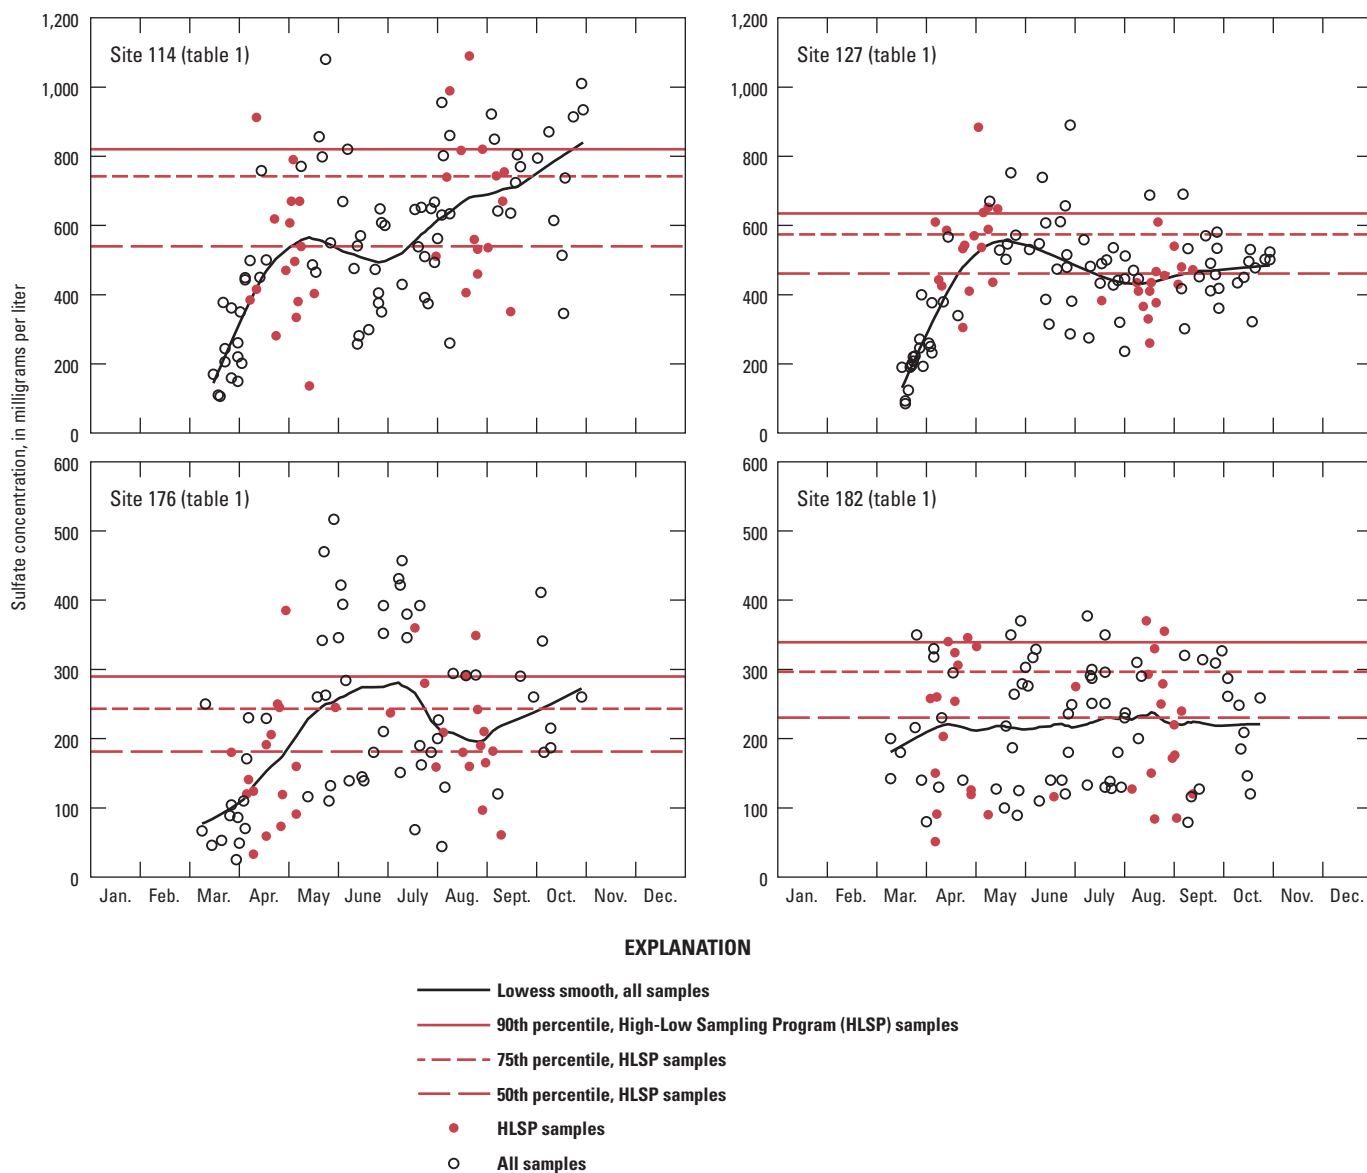 Sulfate concentration, in milligrams per liter
1,200
1,000
800
600
400
200
0
Site 114 (table 1)
1,200
1,000
800
600
400
200
0
Site 127 (table 1)
600
500
400
300
200
100
0
Site 176 (table 1)
Jan. Feb. Mar. Apr. May June July Aug. Sept. Oct. Nov. Dec.
600
500
400
300
200
100
0
Site 182 (table 1)
Jan. Feb. Mar. Apr. May June July Aug. Sept. Oct. Nov. Dec.
EXPLANATION
Lowess smooth, all samples
90th percentile, High-Low Sampling Program (HLSP) samples
75th percentile, HLSP samples
50th percentile, HLSP samples
HLSP samples
All samples